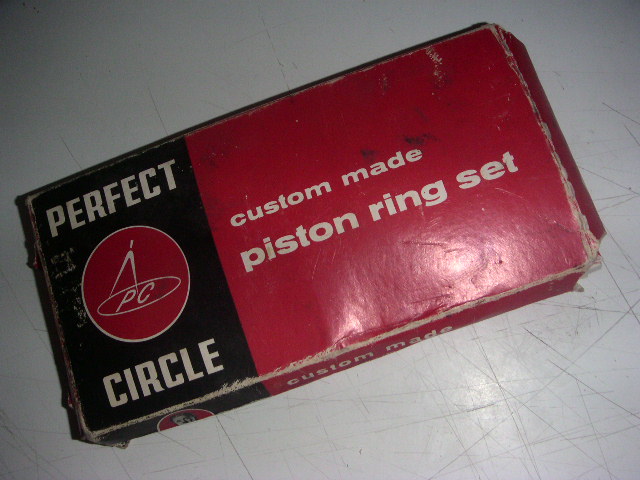 PERFECT
PC
CIRCLE
custom made
piston ring set
custom made